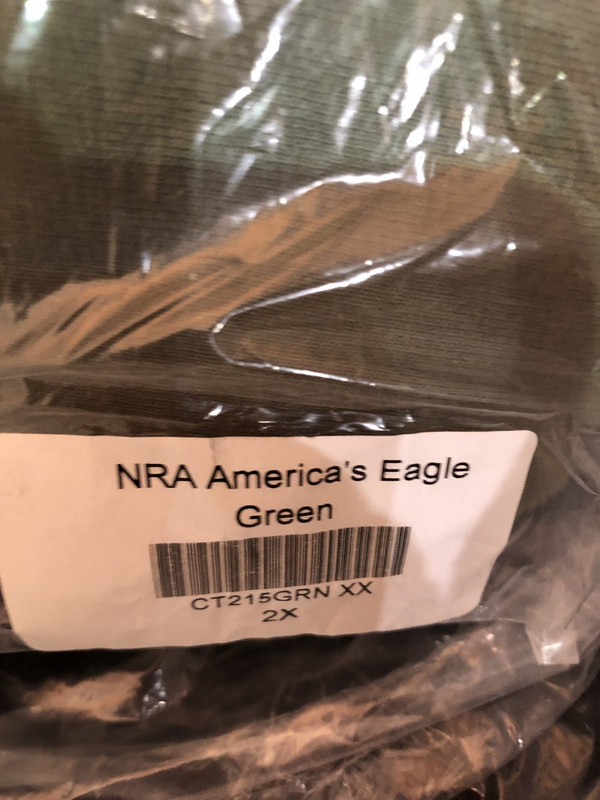 NRA America's Eagle
Green
CT215GRN XX
2X